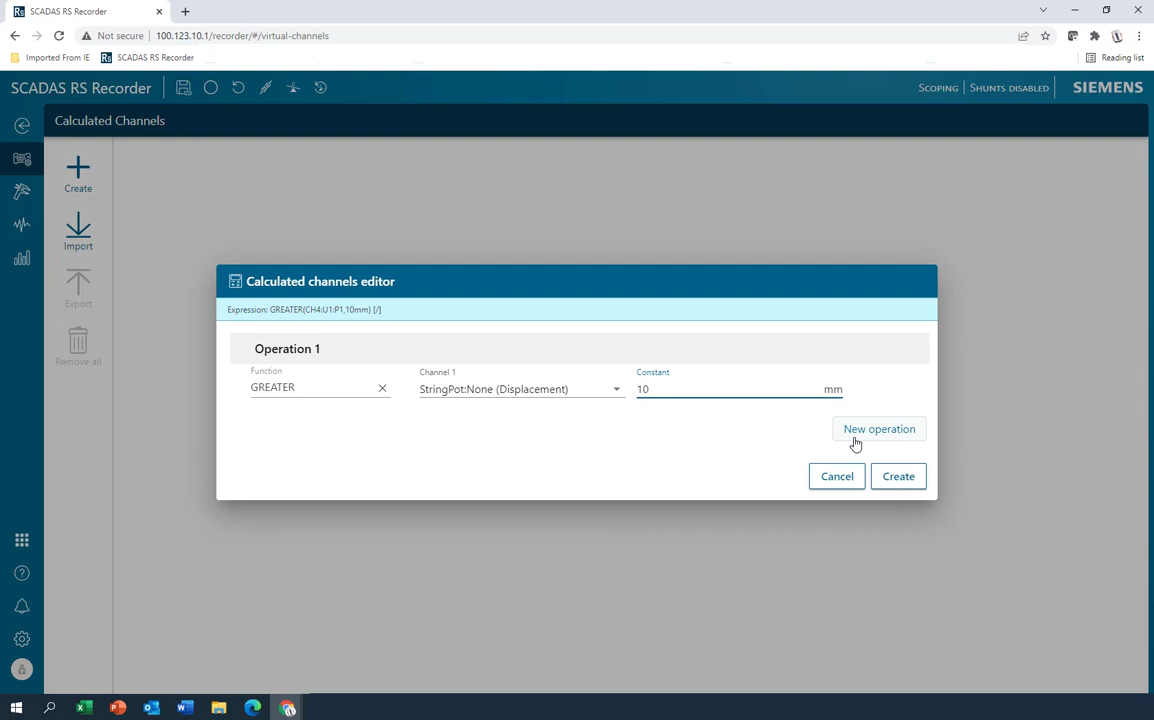 Rs SCADAS RS Recorder
Not secure 100.123.10.1/recorder/#/virtual-channels
Imported From IE Rs SCADAS RS Recorder Reading list
SCADAS RS Recorder SCOPING SHUNTS DISABLED SIEMENS
Calculated Channels
Create
Import
Export
Remove all
Calculated channels editor
Expression: GREATER(CH4:U1:P1,10mm) [/]
Operation 1
Function Channel 1 Constant
GREATER StringPot:None (Displacement) 10 mm
New operation
Cancel Create